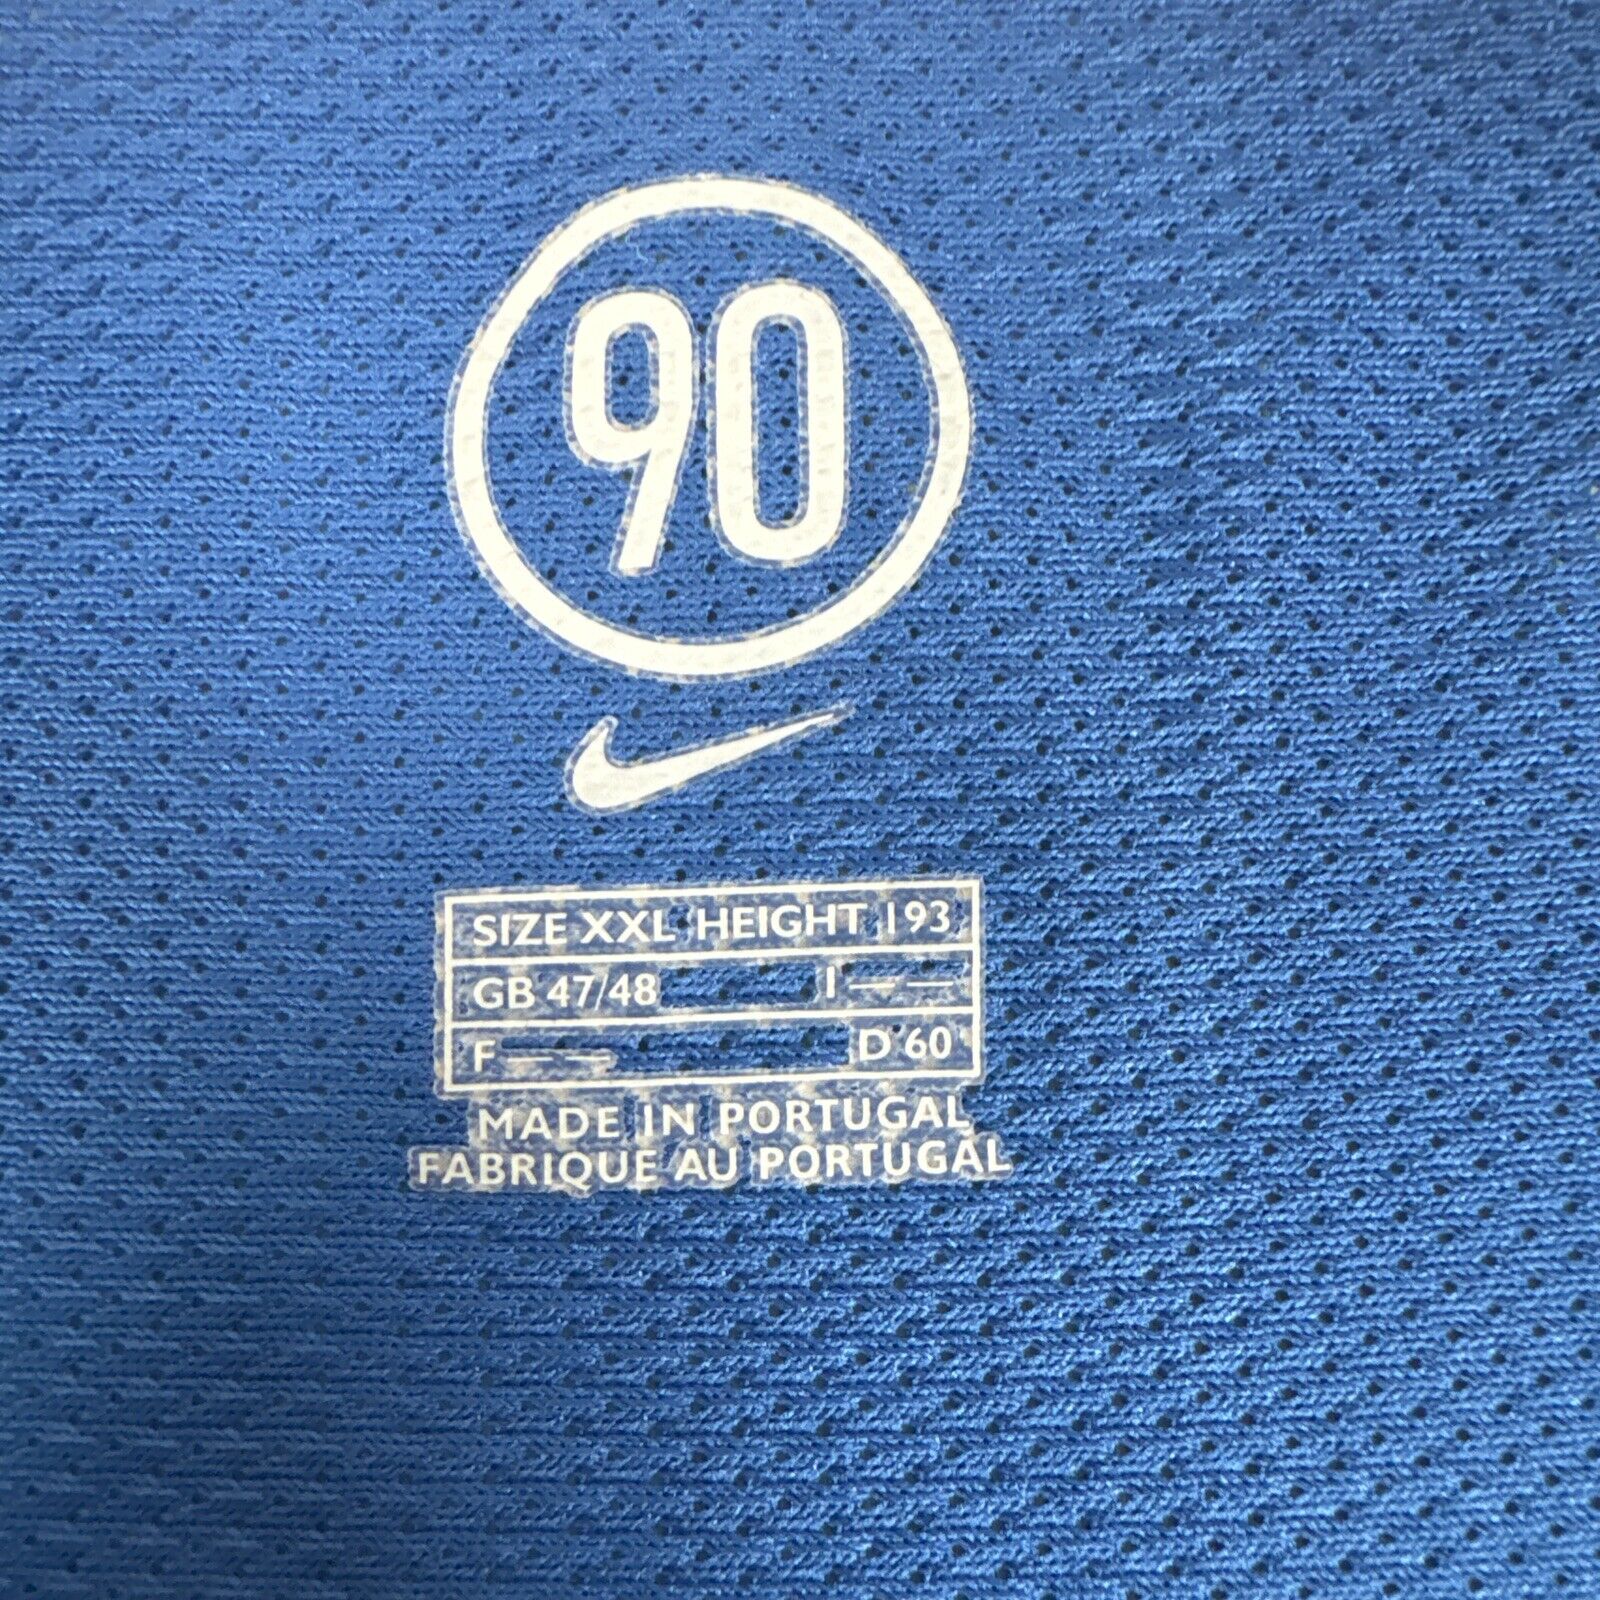 90
SIZE XXL HEIGHT 193
GB 47/48 I — —
F — — D 60
MADE IN PORTUGAL
FABRIQUE AU PORTUGAL